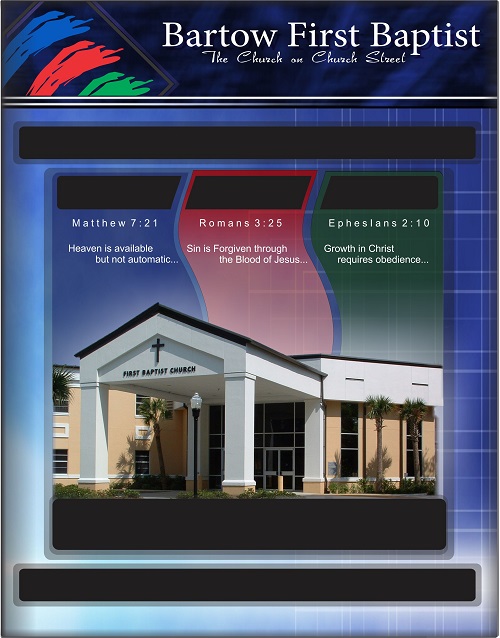 Bartow First Baptist
The Church on Church Street
Matthew 7:21
Romans 3:25
Ephesians 2:10
Heaven is available
but not automatic...
Sin is Forgiven through
the Blood of Jesus...
Growth in Christ
requires obedience...
FIRST BAPTIST CHURCH